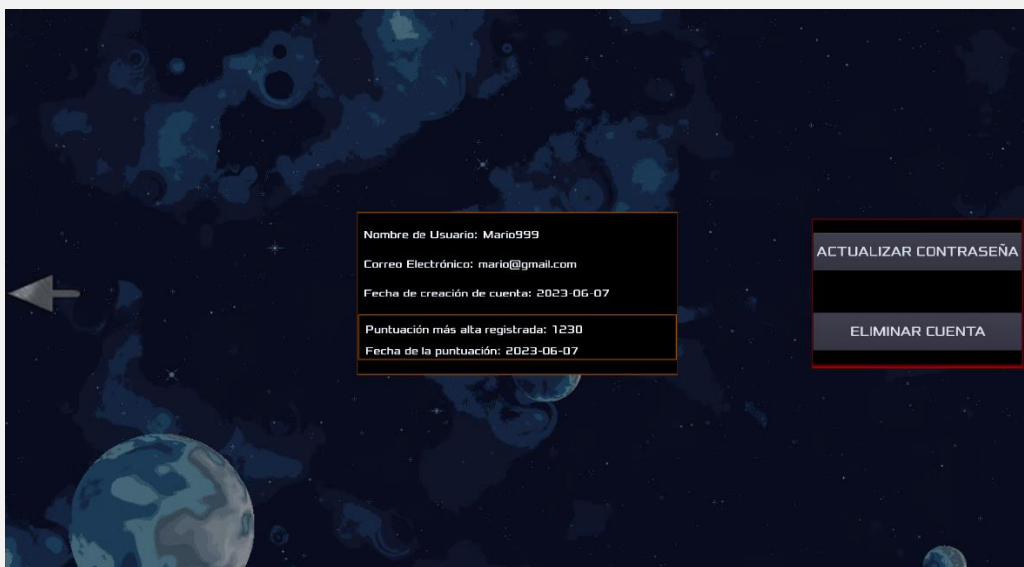 Nombre de Usuario: Mario999
Correo Electrónico: mario@gmail.com
Fecha de creación de cuenta: 2023-06-07
Puntuación más alta registrada: 1230
Fecha de la puntuación: 2023-06-07
ACTUALIZAR CONTRASEÑA
ELIMINAR CUENTA